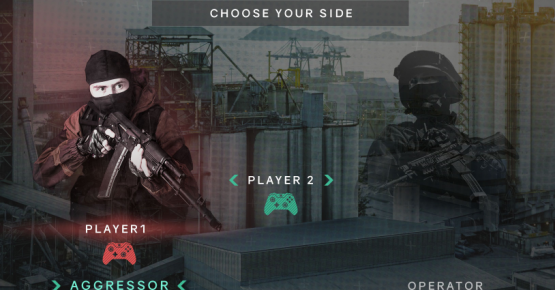 CHOOSE YOUR SIDE
PLAYER 2
PLAYER1
AGGRESSOR
OPERATOR